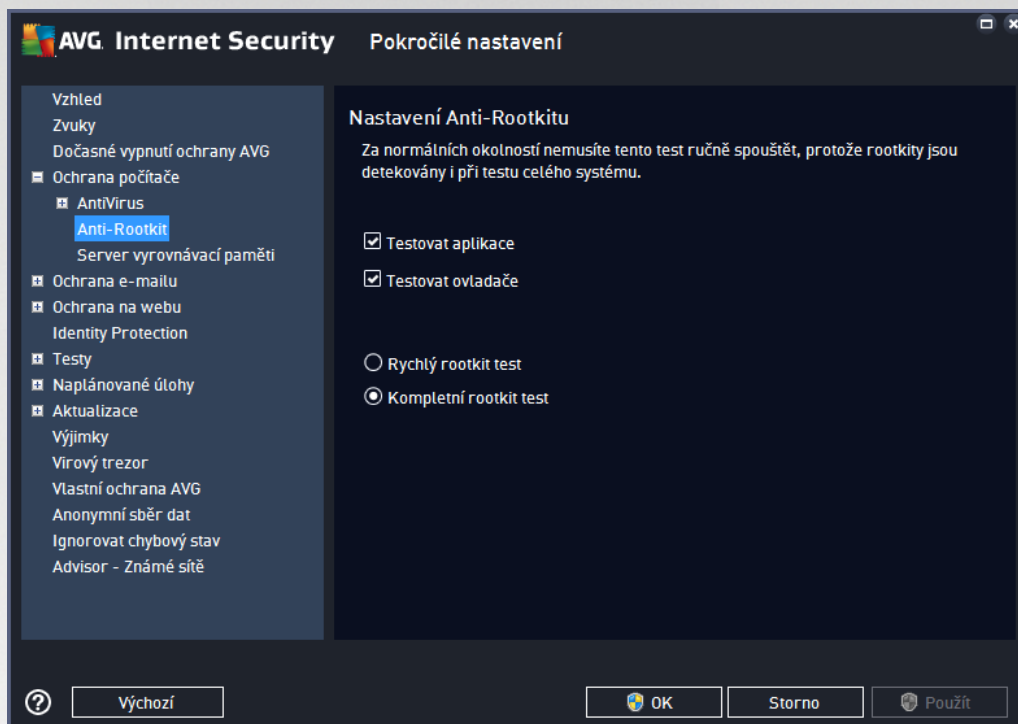 AVG. Internet Security Pokročilé nastavení
Vzhled
Zvuky
Dočasné vypnutí ochrany AVG
Ochrana počítače
AntiVirus
Anti-Rootkit
Server vyrovnávací paměti
Ochrana e-mailu
Ochrana na webu
Identity Protection
Testy
Naplánované úlohy
Aktualizace
Výjimky
Virový trezor
Vlastní ochrana AVG
Anonymní sběr dat
Ignorovat chybový stav
Advisor - Známé sítě
Nastavení Anti-Rootkitu
Za normálních okolností nemusíte tento test ručně spouštět, protože rootkity jsou
detekovány i při testu celého systému.
Testovat aplikace
Testovat ovladače
Rychlý rootkit test
Kompletní rootkit test
?
Výchozí
OK
Storno
Použít